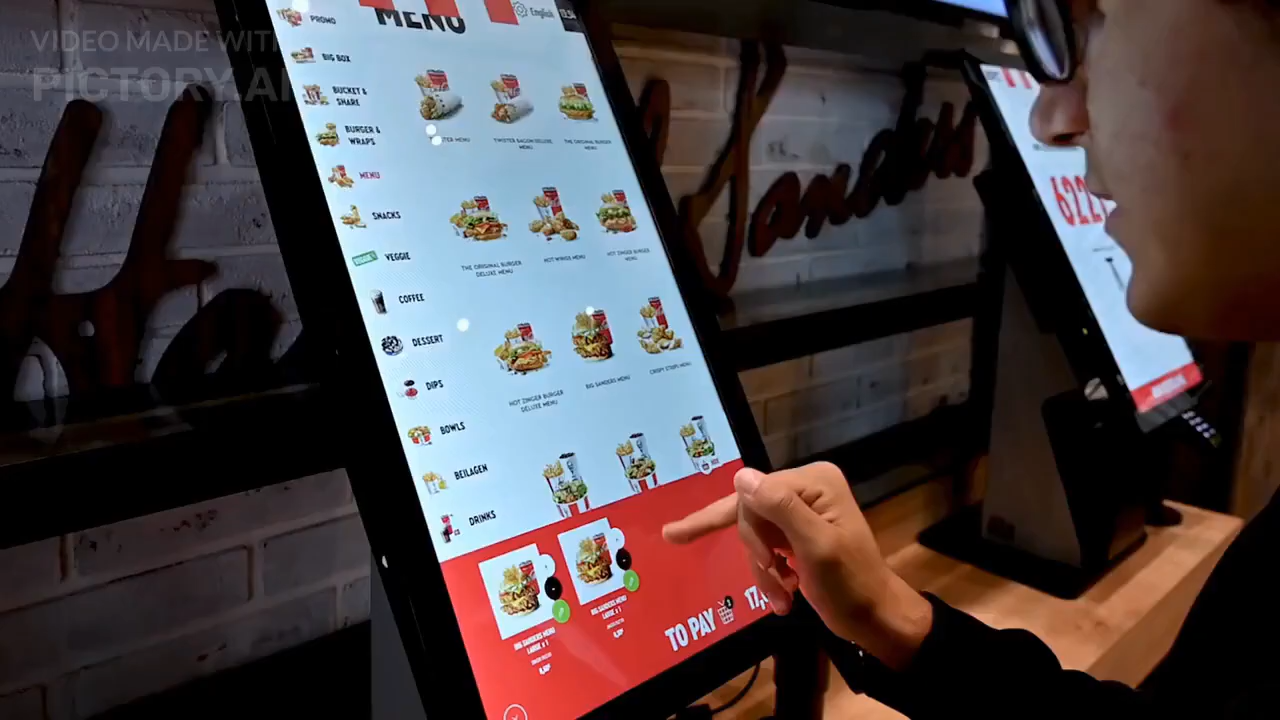 VIDEO MADE WITH
PICTORY.AI
MENU
English
PROMO
BIG BOX
BUCKET &
SHARE
BURGER &
WRAPS
MENU
SNACKS
VEGGIE
COFFEE
DESSERT
DIPS
BOWLS
BEILAGEN
DRINKS
MENU
TWISTER BACON DELUXE
MENU
THE ORIGINAL BURGER
MENU
THE ORIGINAL BURGER
DELUXE MENU
HOT WINGS MENU
HOT ZINGER BURGER
MENU
HOT ZINGER BURGER
DELUXE MENU
BIG SANDERS MENU
CRISPY STRIPS MENU
BIG SANDERS MENU
LARGE x 1
BIG SANDERS MENU
LARGE x 1
TO PAY
17,
622